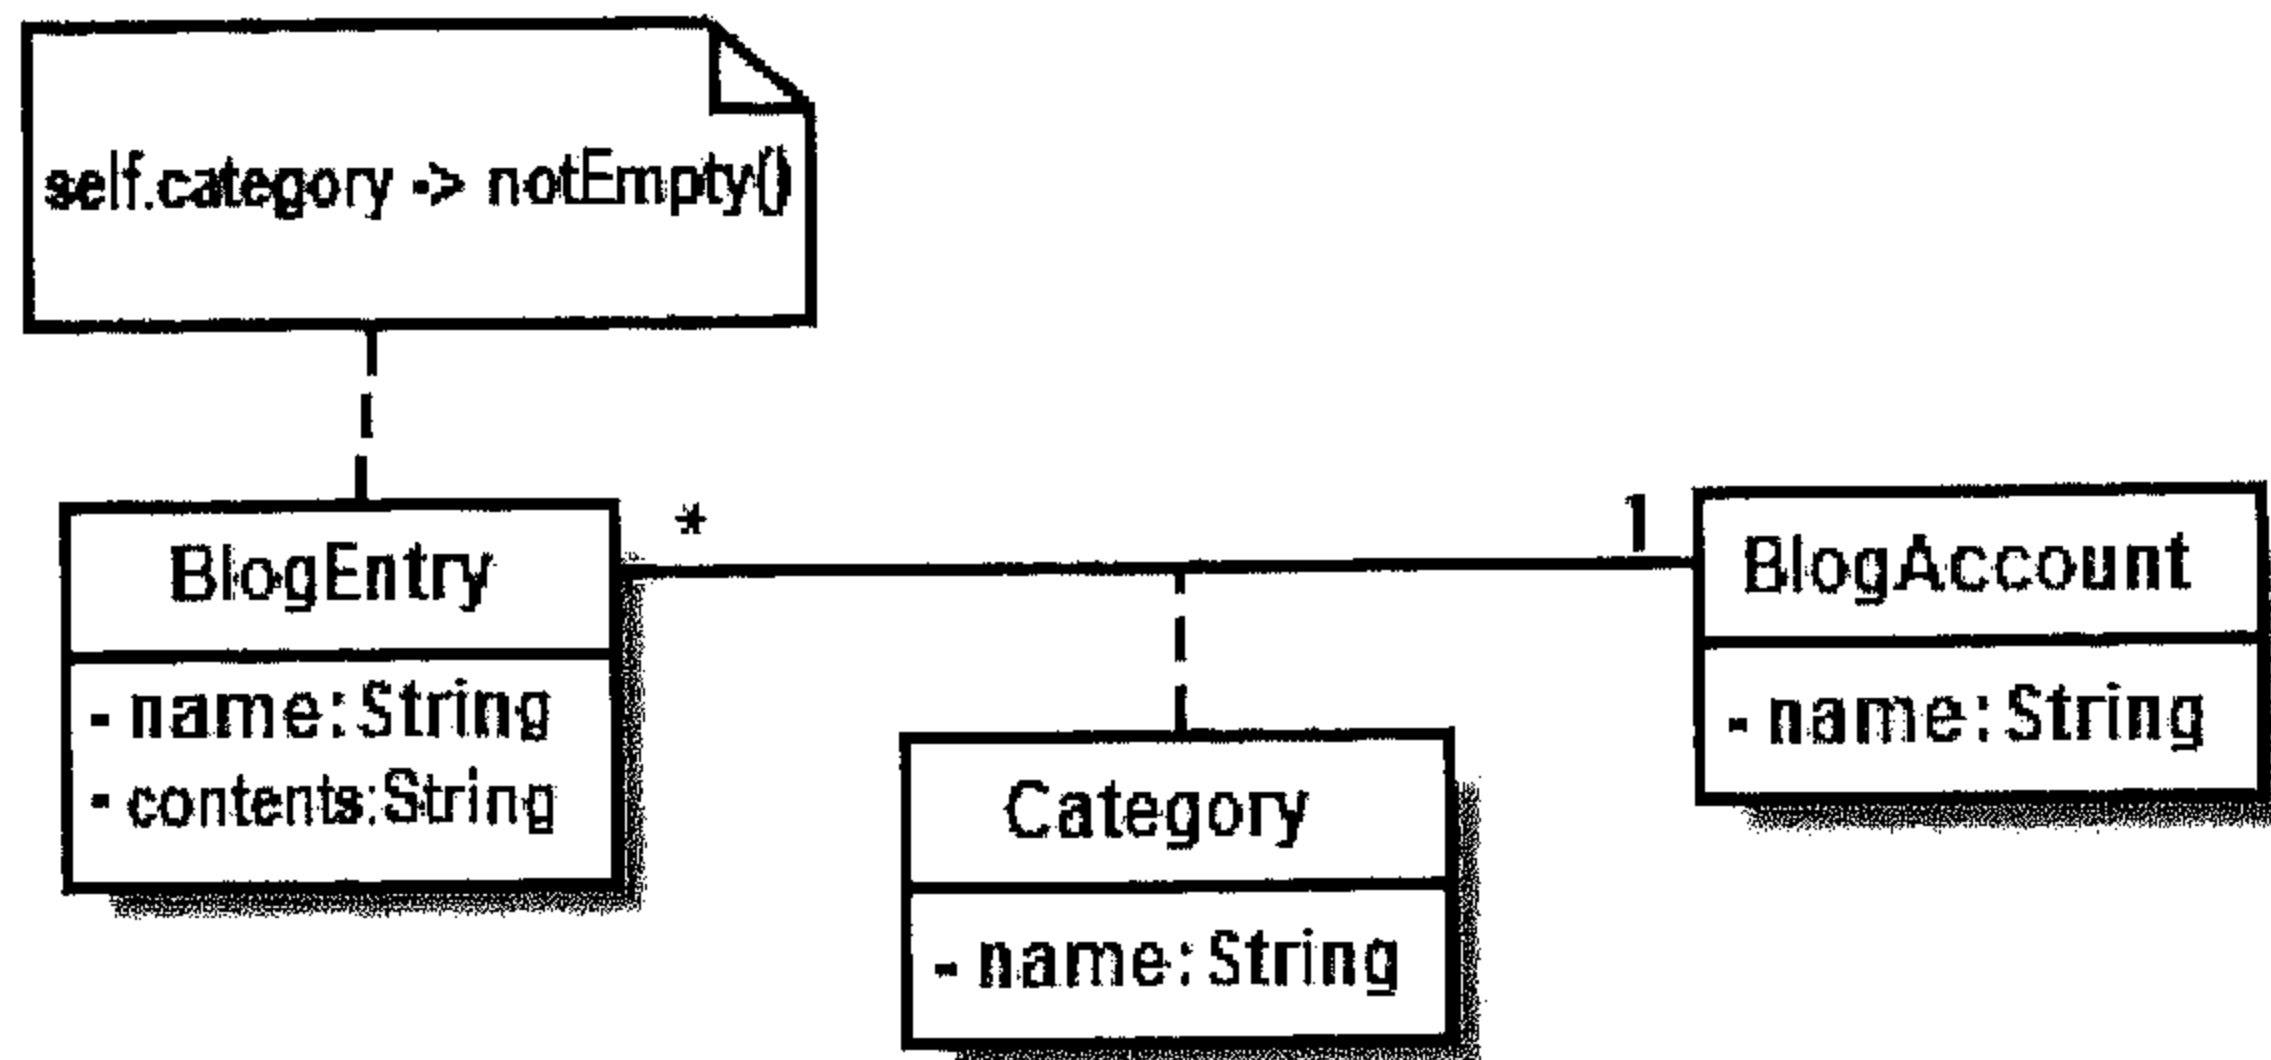 self.category -> notEmpty()
*
1
BlogEntry
- name:String
- contents:String
BlogAccount
- name:String
Category
- name:String